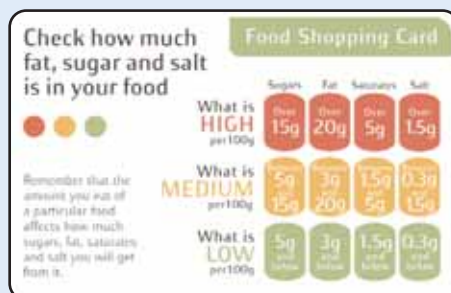 Check how much
fat, sugar and salt
is in your food
Food Shopping Card
Sugars Fat Saturates Salt
What is
HIGH
per100g
Over
15g
Over
20g
Over
5g
Over
1.5g
What is
MEDIUM
per100g
5g
15g
3g
20g
1.5g
5g
0.3g
1.5g
What is
LOW
per100g
5g
and
below
3g
and
below
1.5g
and
below
0.3g
and
below
Remember that the
amount you eat of
a particular food
affects how much
sugars, fat, saturates
and salt you will get
from it.